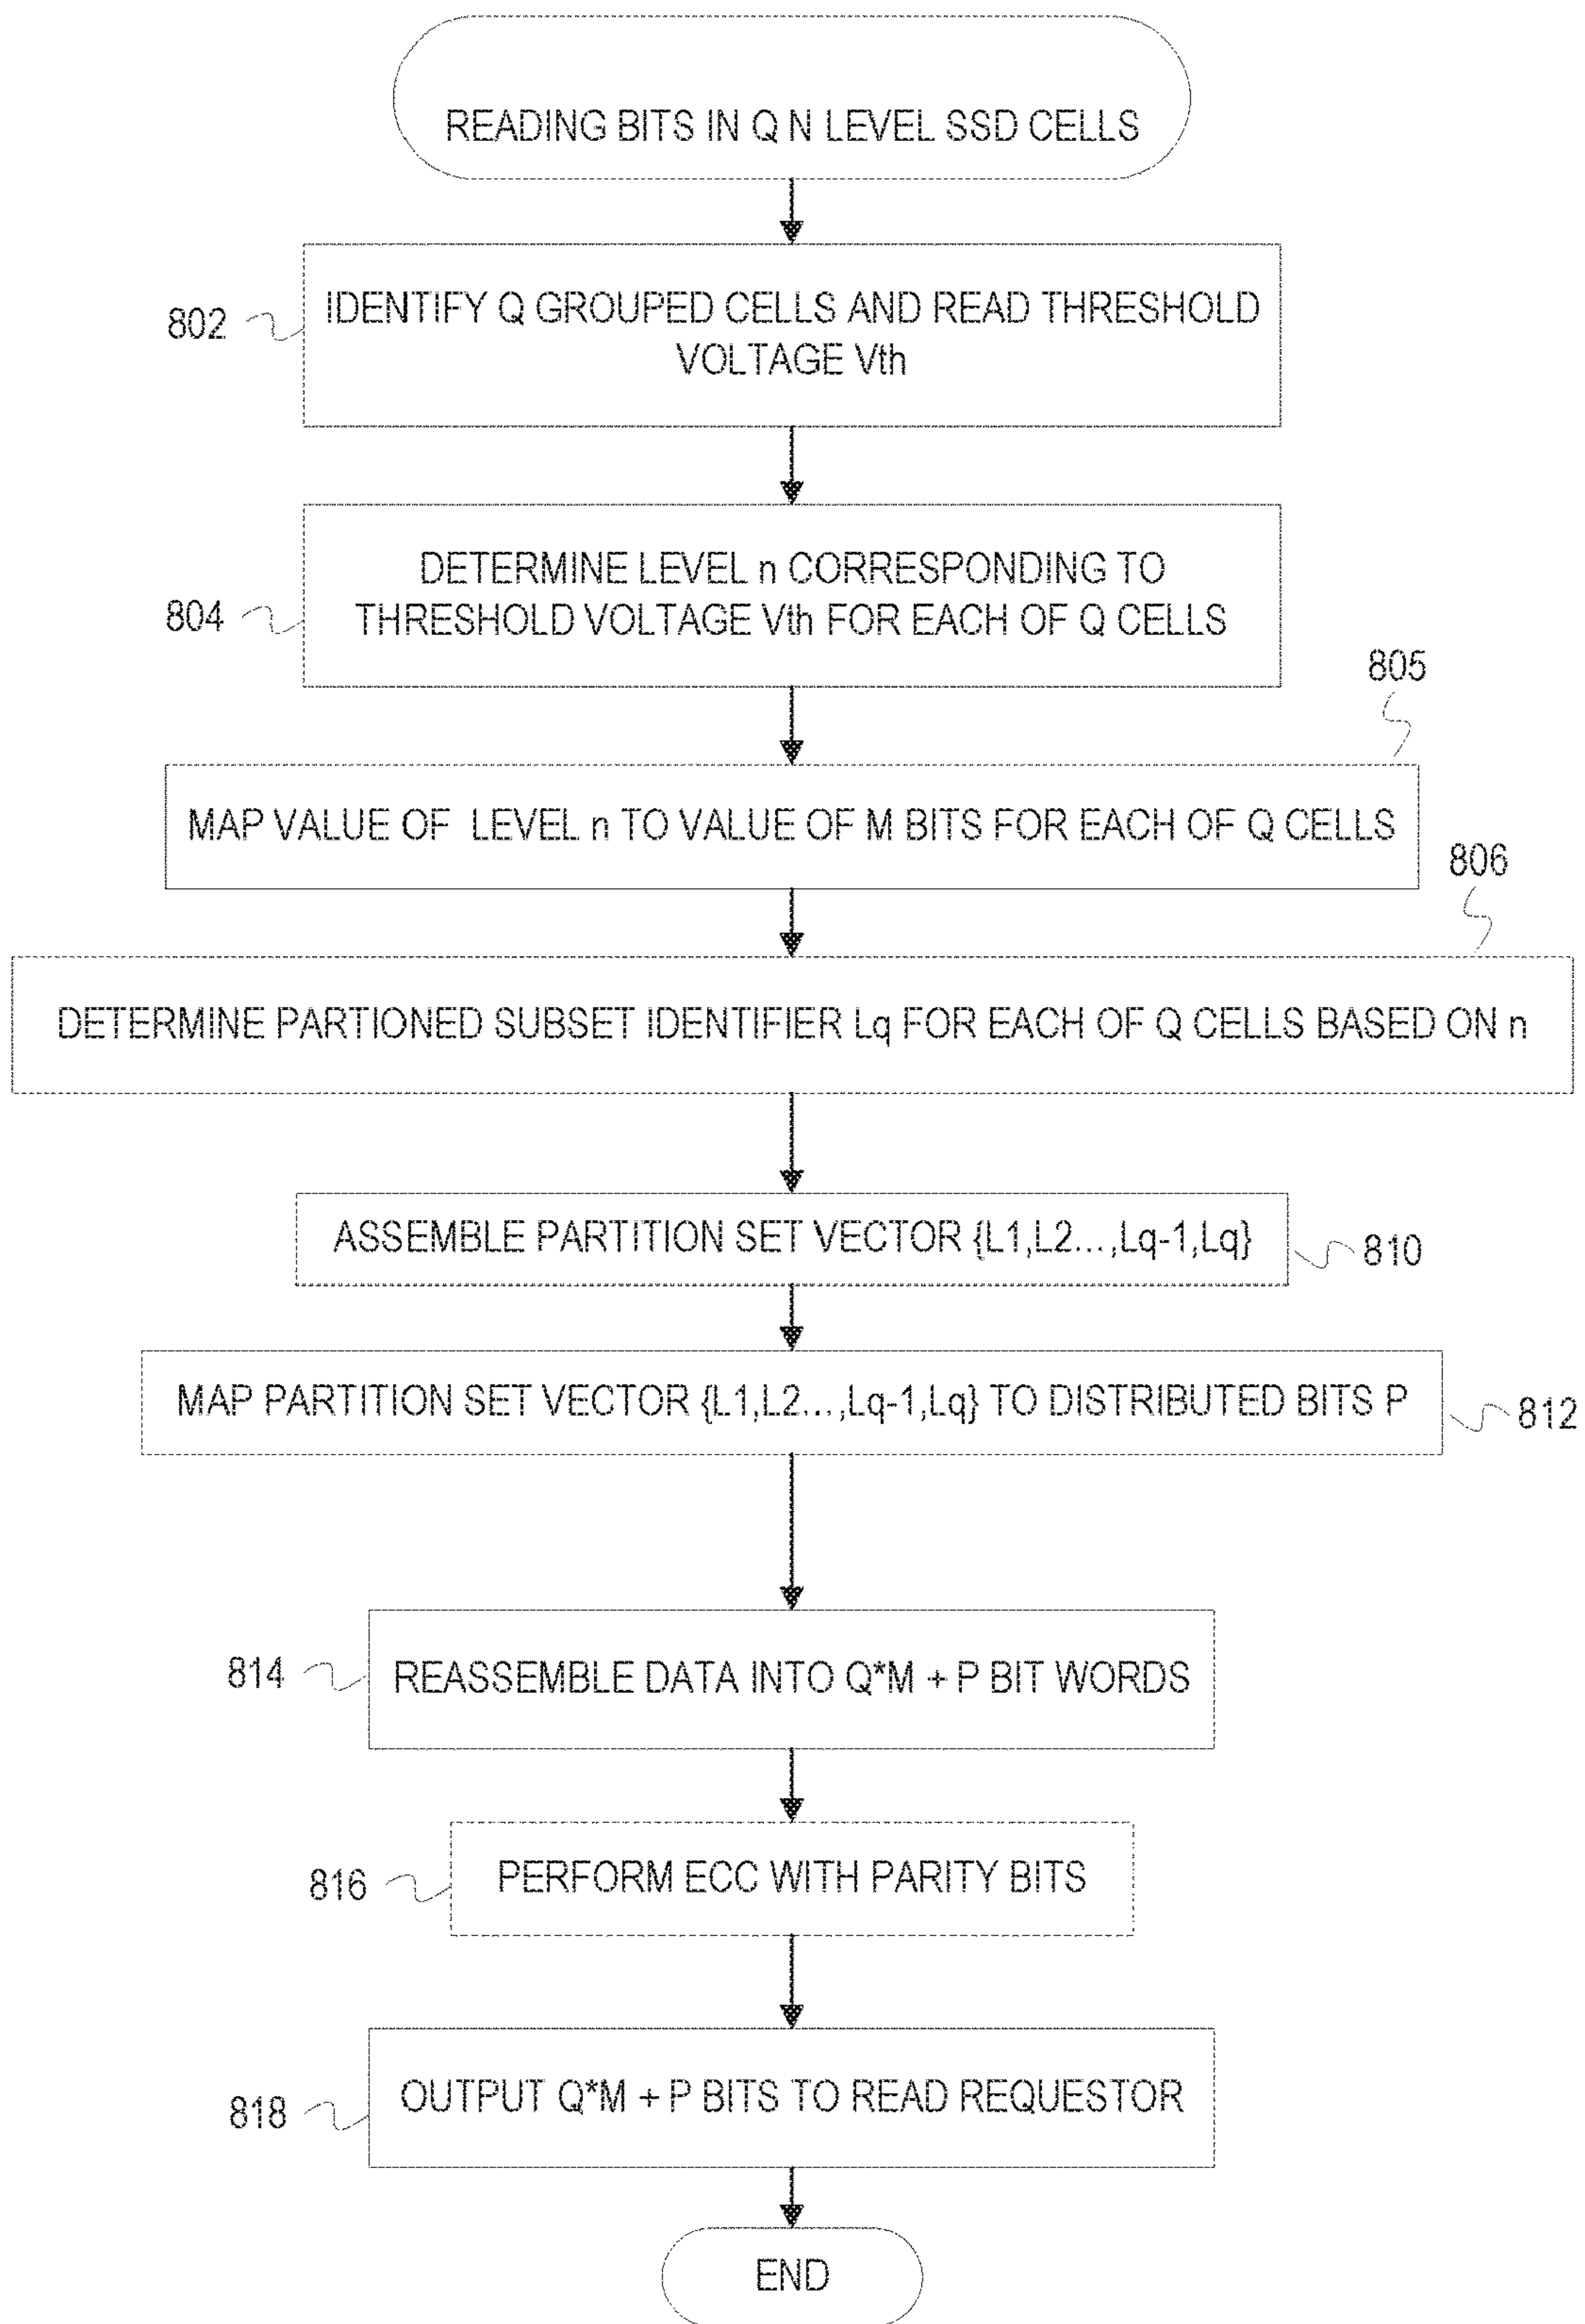 READING BITS IN Q N LEVEL SSD CELLS
802
IDENTIFY Q GROUPED CELLS AND READ THRESHOLD
VOLTAGE Vth
804
DETERMINE LEVEL n CORRESPONDING TO
THRESHOLD VOLTAGE Vth FOR EACH OF Q CELLS
805
MAP VALUE OF LEVEL n TO VALUE OF M BITS FOR EACH OF Q CELLS
806
DETERMINE PARTIONED SUBSET IDENTIFIER Lq FOR EACH OF Q CELLS BASED ON n
ASSEMBLE PARTITION SET VECTOR {L1,L2...,Lq-1,Lq}
810
MAP PARTITION SET VECTOR {L1,L2...,Lq-1,Lq} TO DISTRIBUTED BITS P
812
814
REASSEMBLE DATA INTO Q*M + P BIT WORDS
816
PERFORM ECC WITH PARITY BITS
818
OUTPUT Q*M + P BITS TO READ REQUESTOR
END